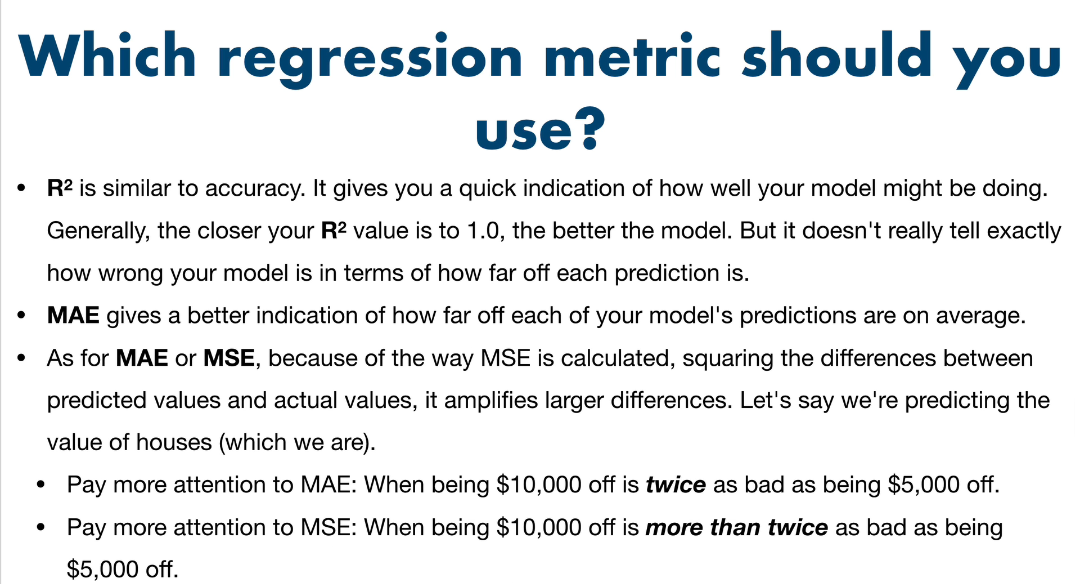 Which regression metric should you
use?
• R² is similar to accuracy. It gives you a quick indication of how well your model might be doing.
Generally, the closer your R² value is to 1.0, the better the model. But it doesn't really tell exactly
how wrong your model is in terms of how far off each prediction is.
• MAE gives a better indication of how far off each of your model's predictions are on average.
• As for MAE or MSE, because of the way MSE is calculated, squaring the differences between
predicted values and actual values, it amplifies larger differences. Let's say we're predicting the
value of houses (which we are).
• Pay more attention to MAE: When being $10,000 off is twice as bad as being $5,000 off.
• Pay more attention to MSE: When being $10,000 off is more than twice as bad as being
$5,000 off.